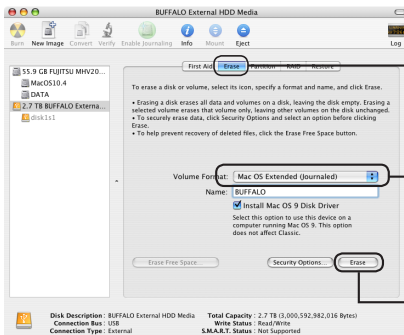 BUFFALO External HDD Media
Burn New Image Convert Verify Enable Journaling Info Mount Eject Log
First Aid Erase Partition RAID Restore
55.9 GB FUJITSU MHV20...
MacOS10.4
DATA
2.7 TB BUFFALO Externa...
disk1s1
To erase a disk or volume, select its icon, specify a format and name, and click Erase.
• Erasing a disk erases all data and volumes on a disk, leaving the disk empty. Erasing a
selected volume erases that volume only, leaving other volumes on the disk unchanged.
• To securely erase data, click Security Options and select an option before clicking
Erase.
• To help prevent recovery of deleted files, click the Erase Free Space button.
Volume Format: Mac OS Extended (Journaled)
Name: BUFFALO
Install Mac OS 9 Disk Driver
Select this option to use this device on a
computer running Mac OS 9. This option
does not affect Classic.
Erase Free Space... Security Options... Erase
Disk Description : BUFFALO External HDD Media Total Capacity : 2.7 TB (3,000,592,982,016 Bytes)
Connection Bus : USB Write Status : Read/Write
Connection Type : External S.M.A.R.T. Status : Not Supported